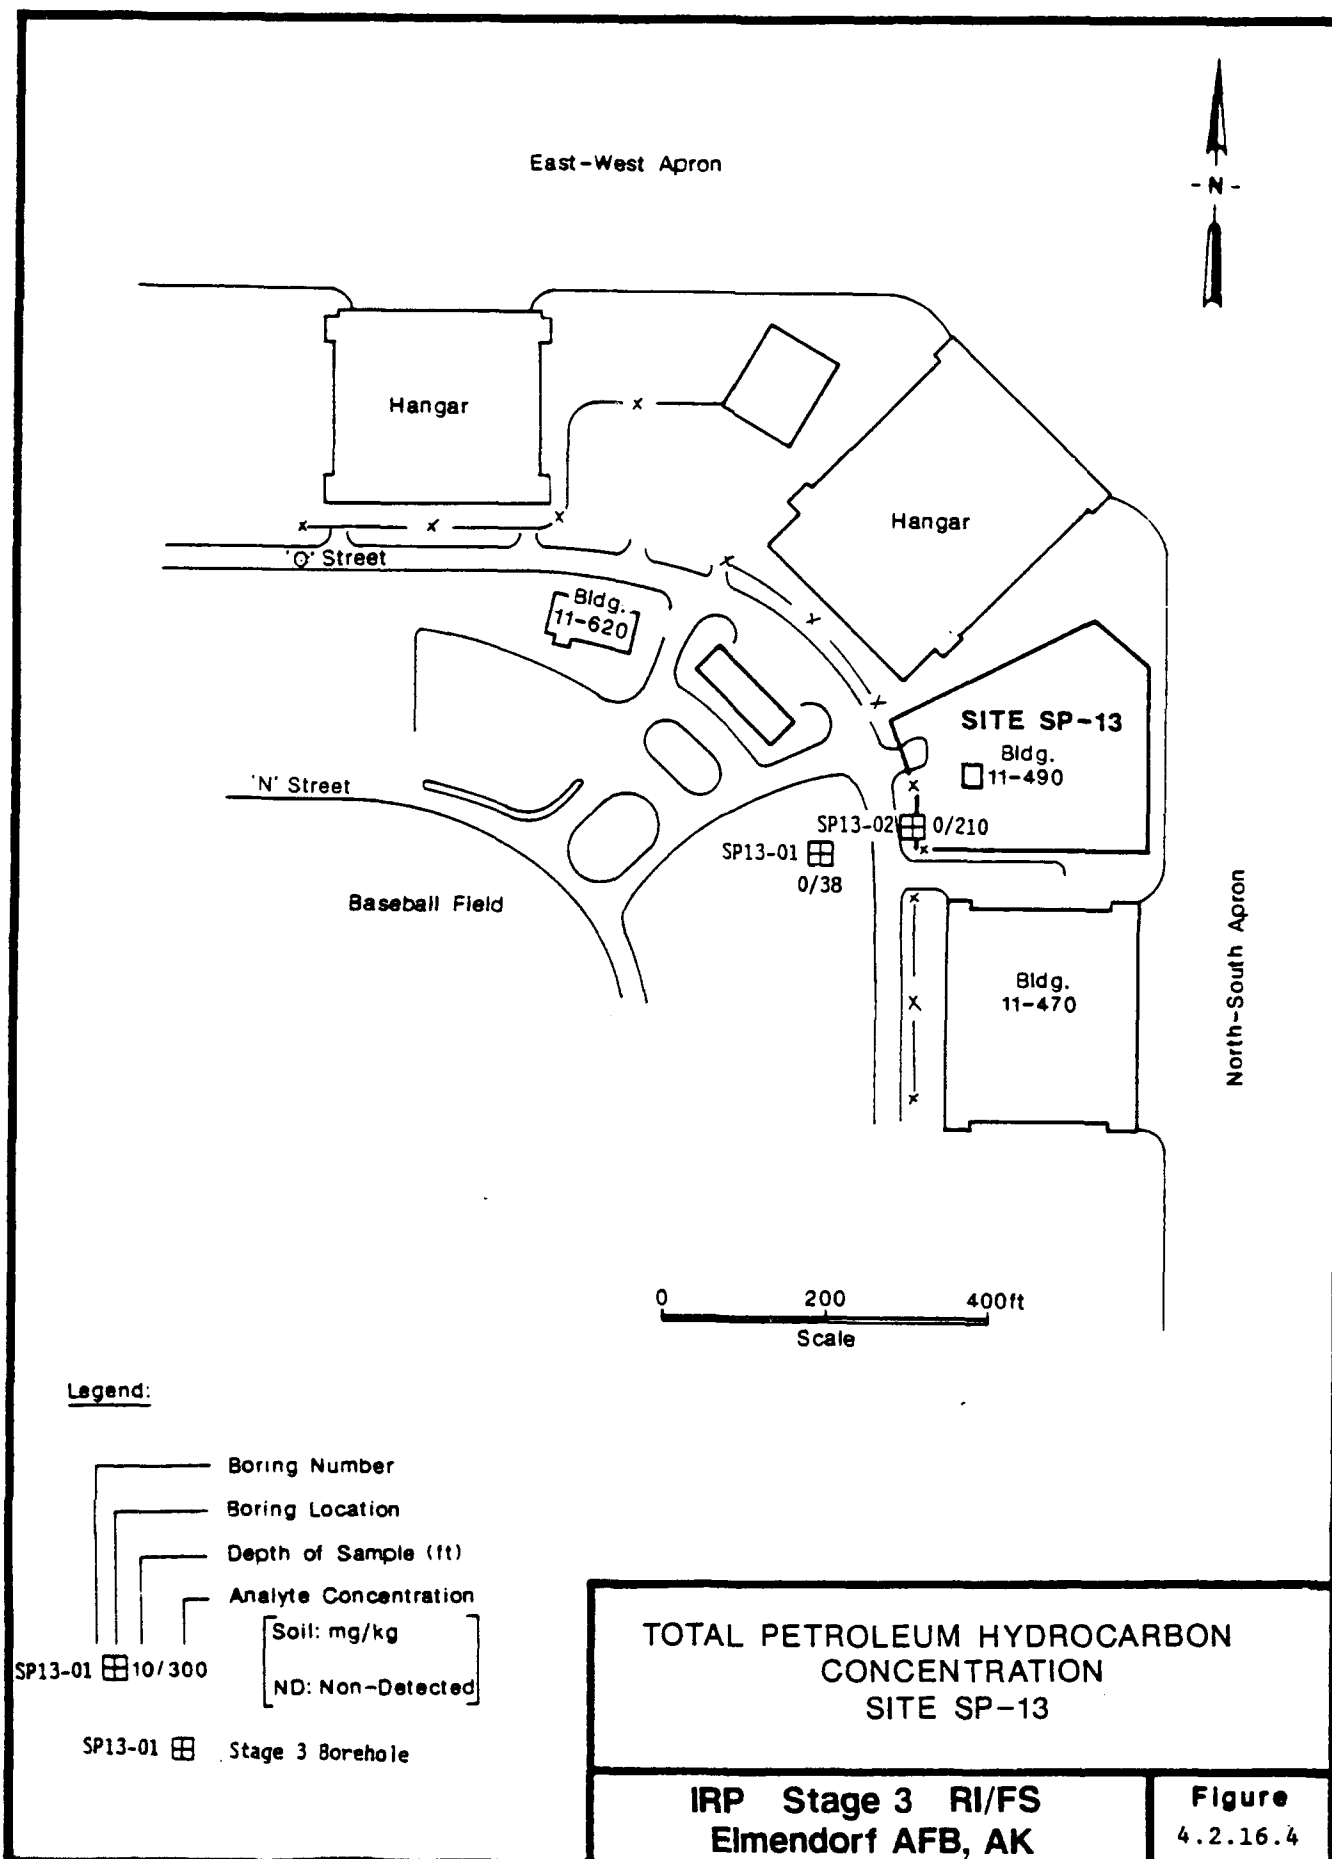 East-West Apron
- N -
Hangar
Hangar
'O' Street
Bldg.
11-620
SITE SP-13
Bldg.
11-490
'N' Street
SP13-02 0/210
SP13-01
0/38
Baseball Field
North-South Apron
Bldg.
11-470
0 200 400ft
Scale
Legend:
Boring Number
Boring Location
Depth of Sample (ft)
Analyte Concentration
Soil: mg/kg
ND: Non-Detected
SP13-01 10/300
SP13-01 Stage 3 Borehole
TOTAL PETROLEUM HYDROCARBON
CONCENTRATION
SITE SP-13
IRP Stage 3 RI/FS
Elmendorf AFB, AK
Figure
4.2.16.4